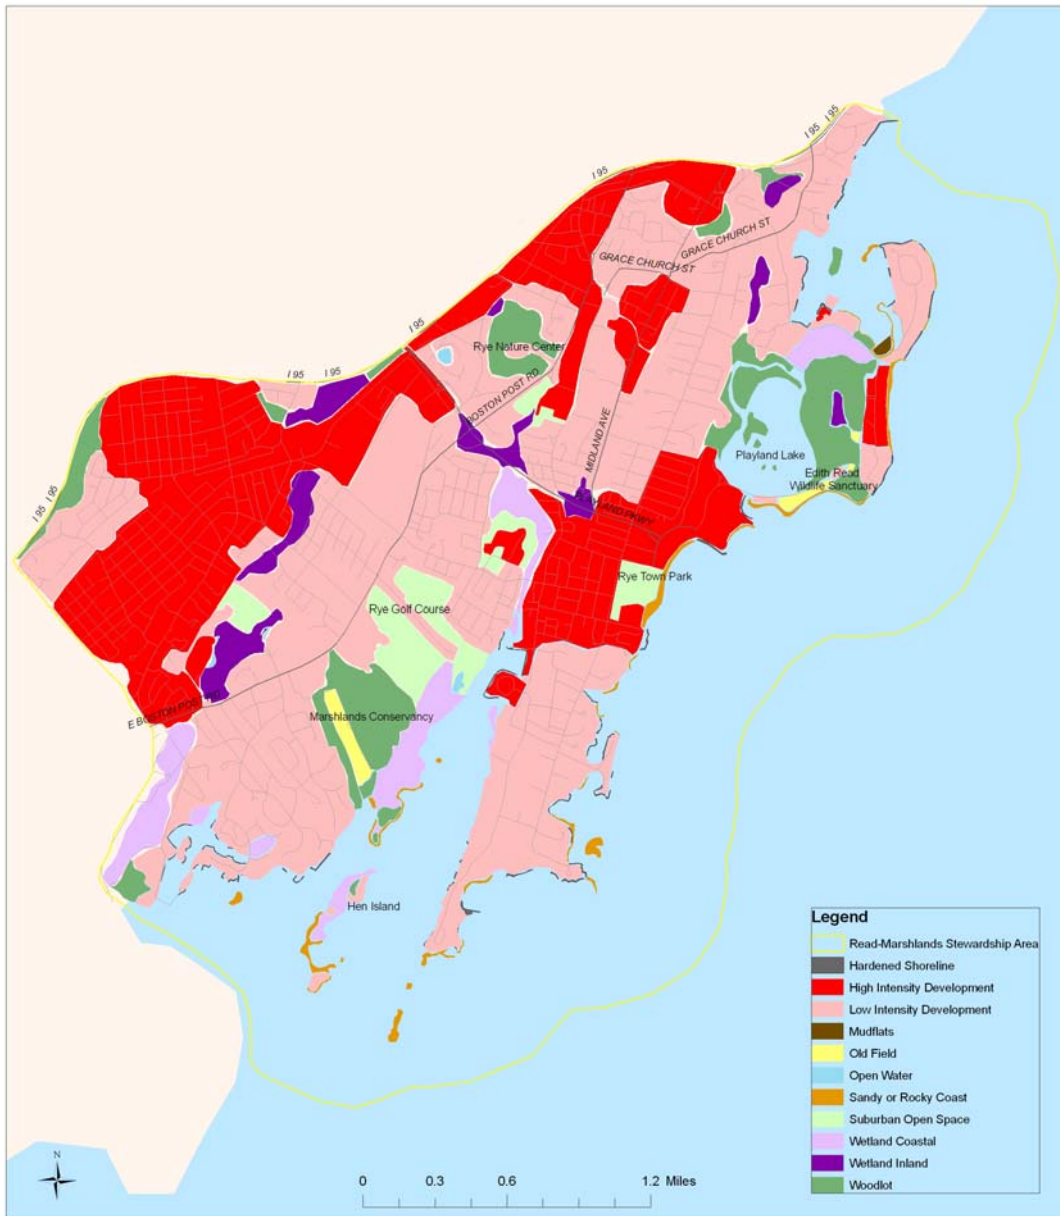 I 95
I 95
I 95
GRACE CHURCH ST
GRACE CHURCH ST
I 95
Rye Nature Center
I 95
I 95
BOSTON POST RD
MIDLAND AVE
Playland Lake
Edith Read
Wildlife Sanctuary
I 95
I 95
PLAYLAND PKWY
Rye Town Park
Rye Golf Course
E BOSTON POST RD
Marshlands Conservancy
Hen Island
Legend
Read-Marshlands Stewardship Area
Hardened Shoreline
High Intensity Development
Low Intensity Development
Mudflats
Old Field
Open Water
Sandy or Rocky Coast
Suburban Open Space
Wetland Coastal
Wetland Inland
Woodlot
N
0 0.3 0.6 1.2 Miles